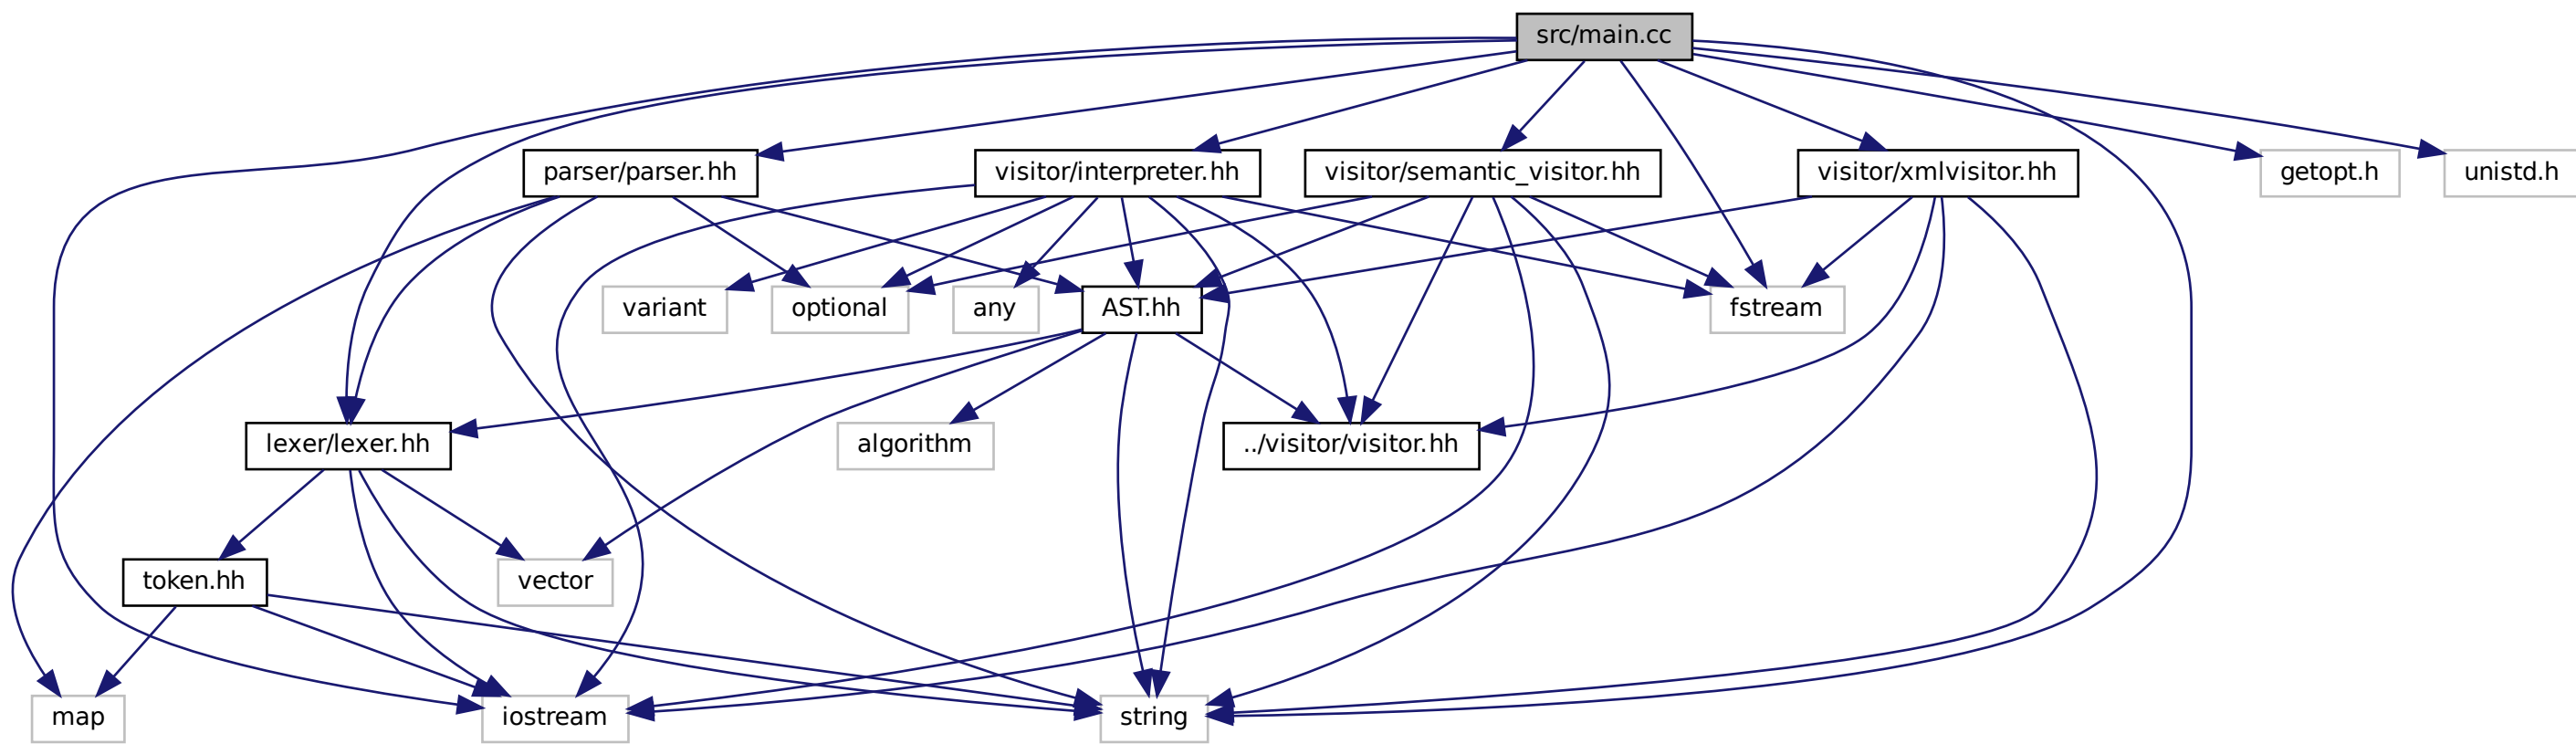 src/main.cc
parser/parser.hh
visitor/interpreter.hh
visitor/semantic_visitor.hh
visitor/xmlvisitor.hh
getopt.h
unistd.h
variant
optional
any
AST.hh
fstream
lexer/lexer.hh
algorithm
../visitor/visitor.hh
token.hh
vector
map
iostream
string